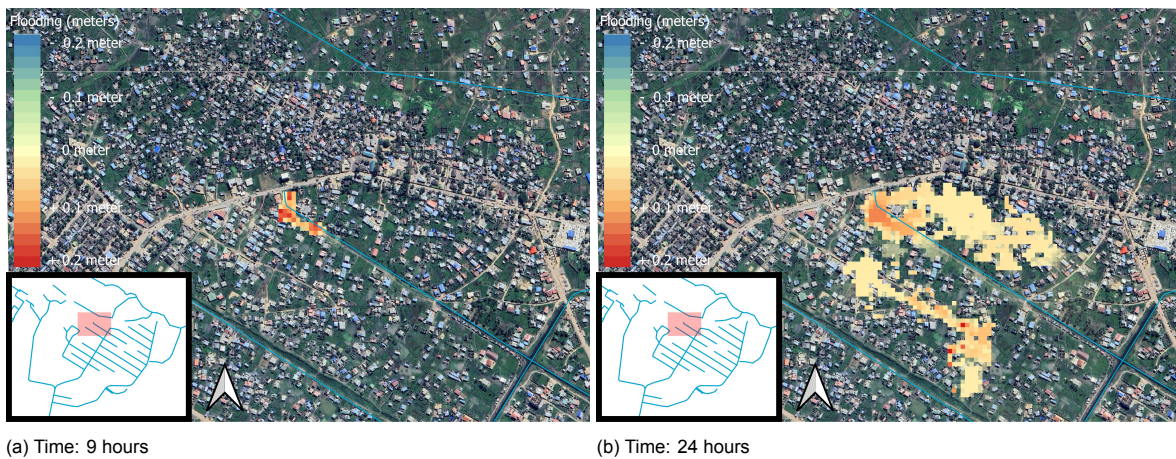 Flooding (meters)
- 0.2 meter
- 0.1 meter
0 meter
+ 0.1 meter
+ 0.2 meter
(a) Time: 9 hours
Flooding (meters)
- 0.2 meter
- 0.1 meter
0 meter
+ 0.1 meter
+ 0.2 meter
(b) Time: 24 hours